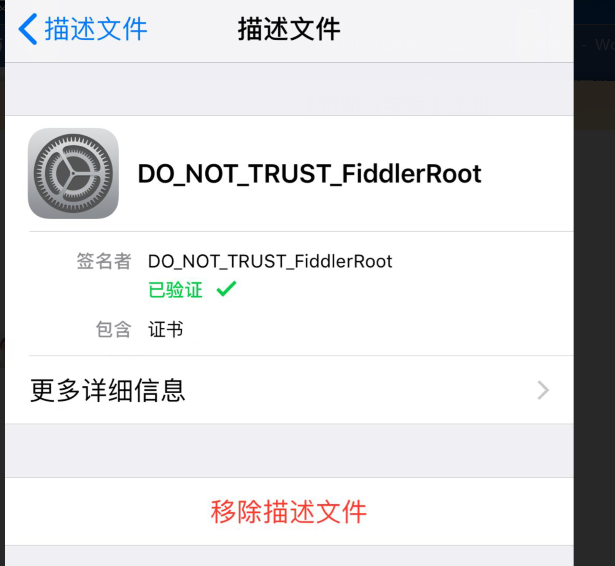 描述文件 描述文件
DO_NOT_TRUST_FiddlerRoot
签名者 DO_NOT_TRUST_FiddlerRoot
已验证
包含 证书
更多详细信息
移除描述文件